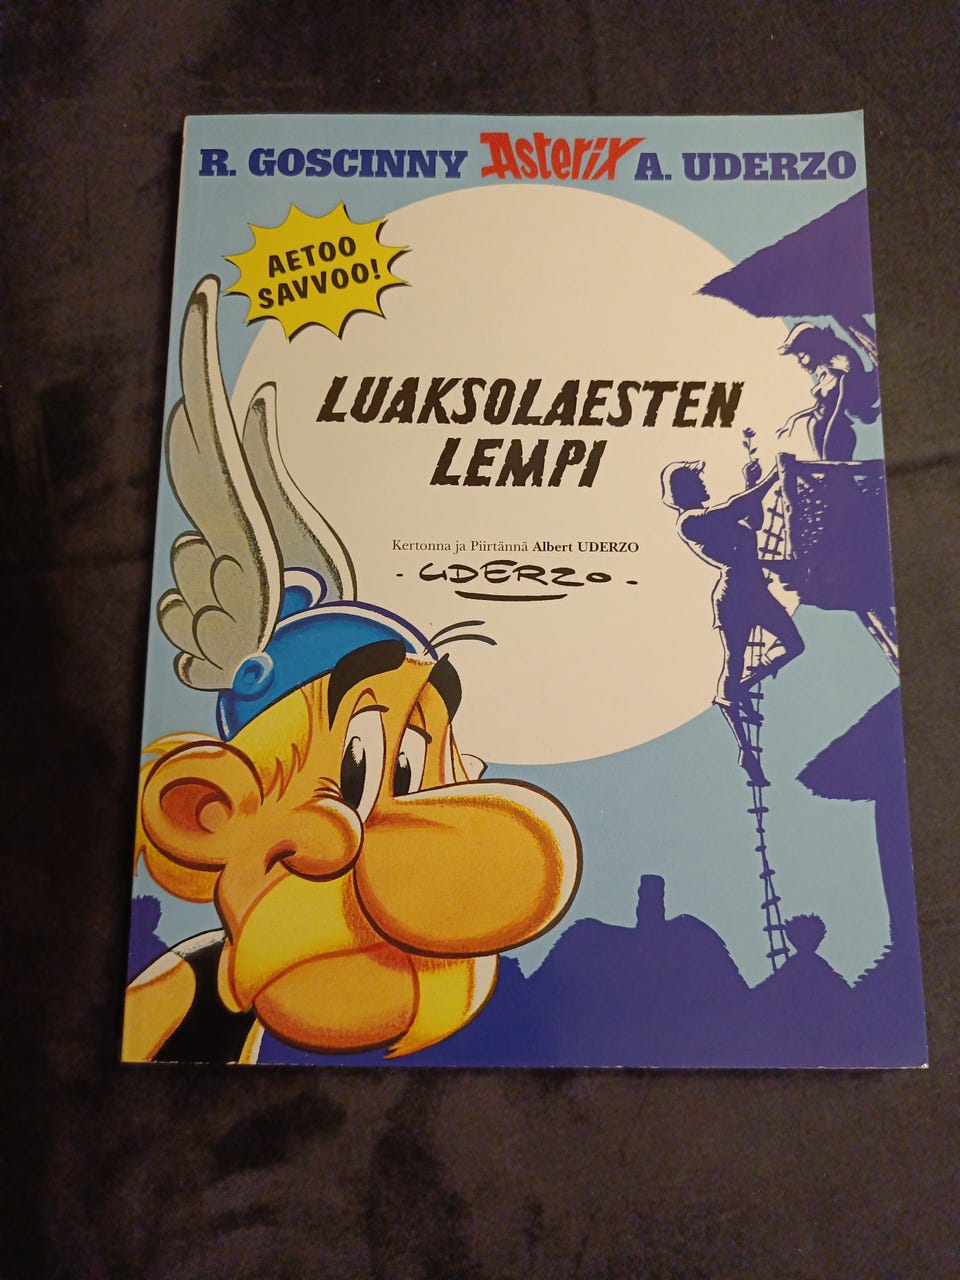 R. GOSCINNY Asterix A. UDERZO
AETOO
SAVVOO!
LUAKSOLAESTEN
LEMPI
Kertonna ja Piirtännä Albert UDERZO
UDERZO